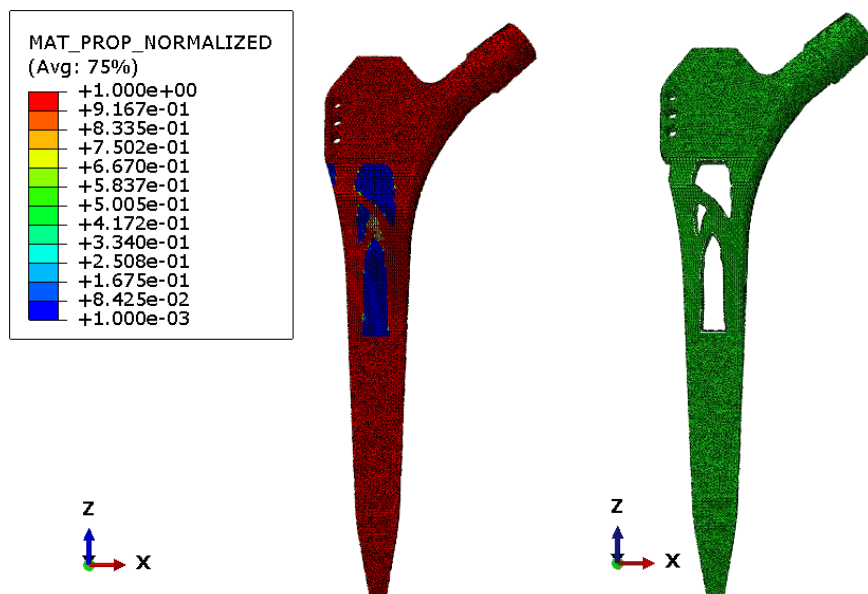 MAT_PROP_NORMALIZED
(Avg: 75%)
+1.000e+00
+9.167e-01
+8.335e-01
+7.502e-01
+6.670e-01
+5.837e-01
+5.005e-01
+4.172e-01
+3.340e-01
+2.508e-01
+1.675e-01
+8.425e-02
+1.000e-03
Z
X
Z
X